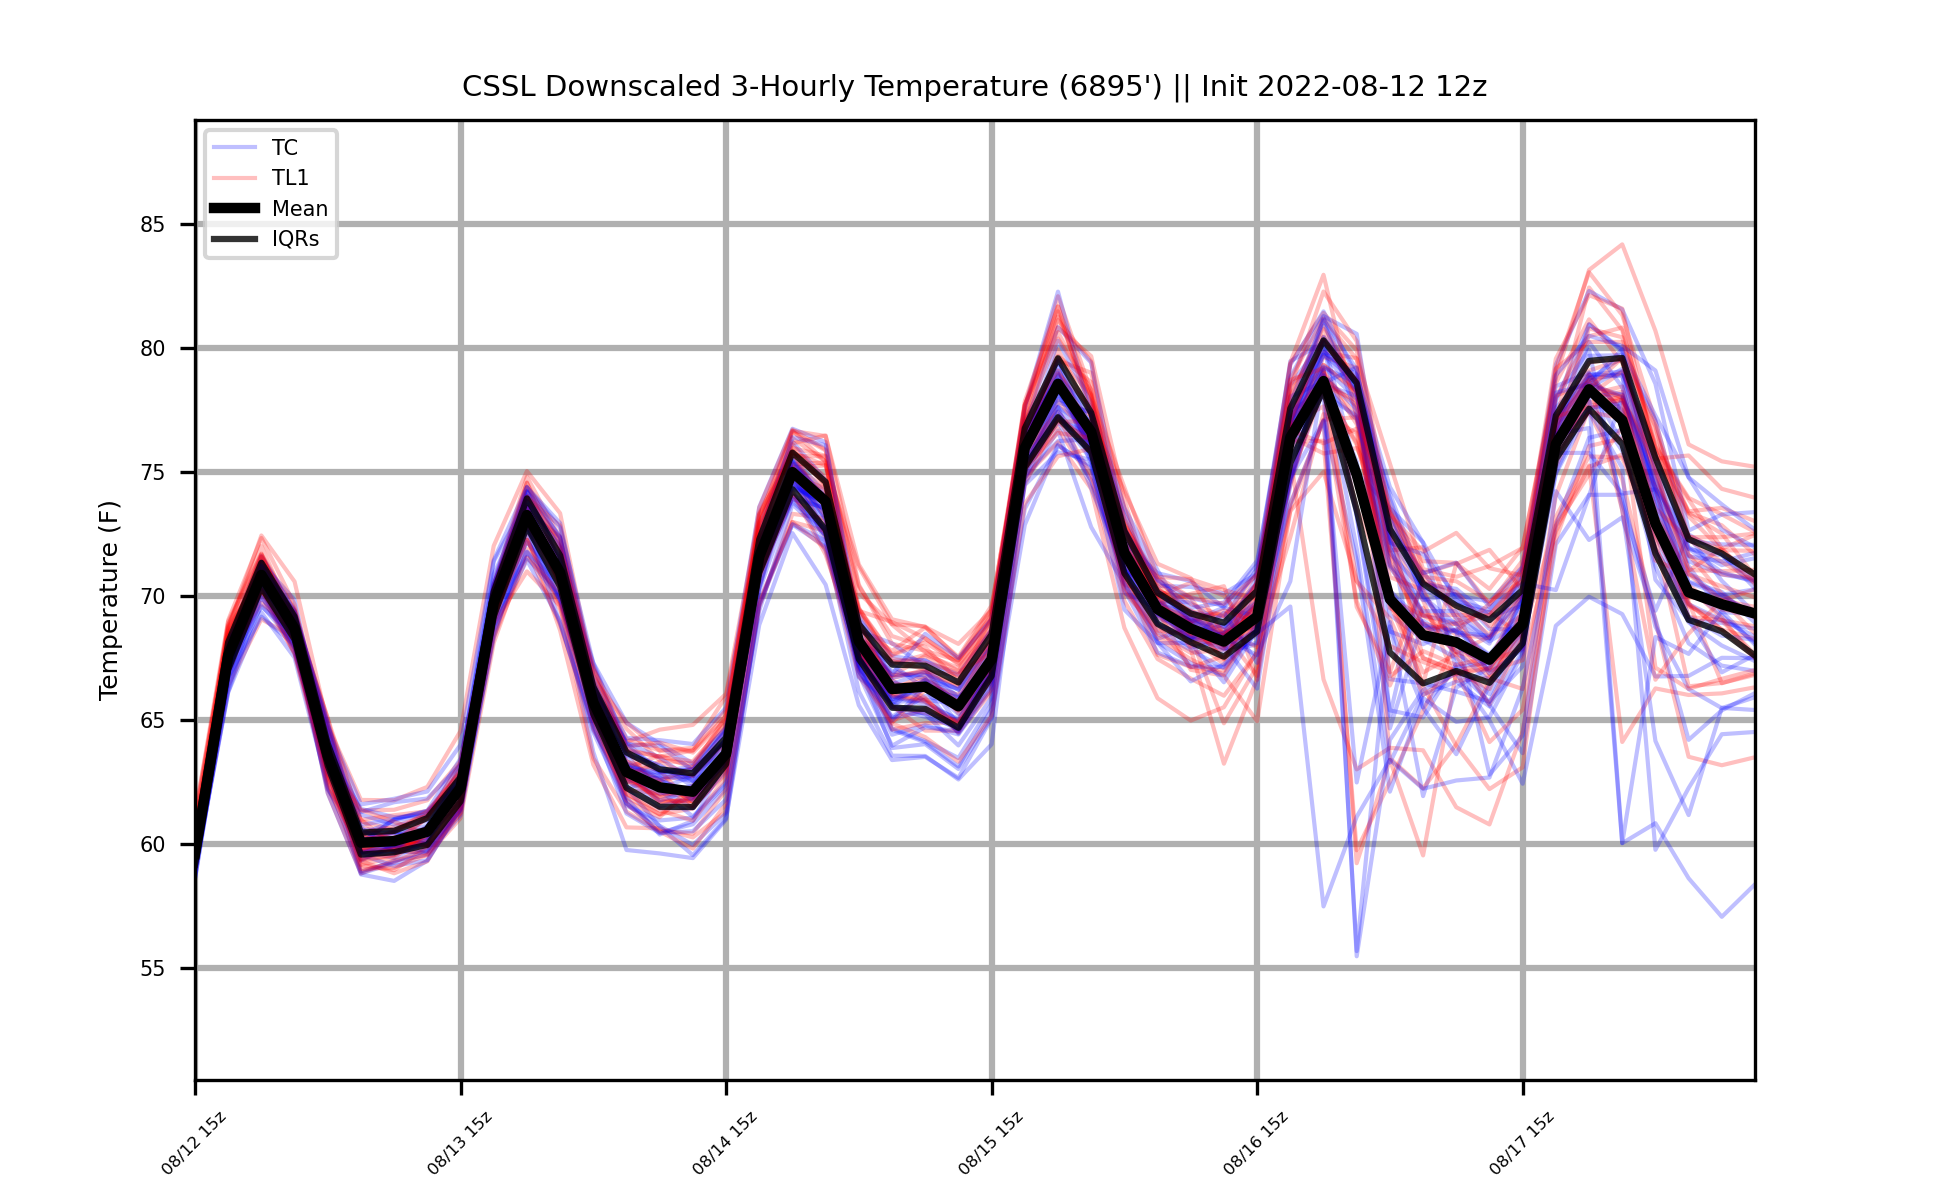 CSSL Downscaled 3-Hourly Temperature (6895') || Init 2022-08-12 12z
TC
TL1
Mean
IQRs
Temperature (F)
85
80
75
70
65
60
55
08/12 15z
08/13 15z
08/14 15z
08/15 15z
08/16 15z
08/17 15z